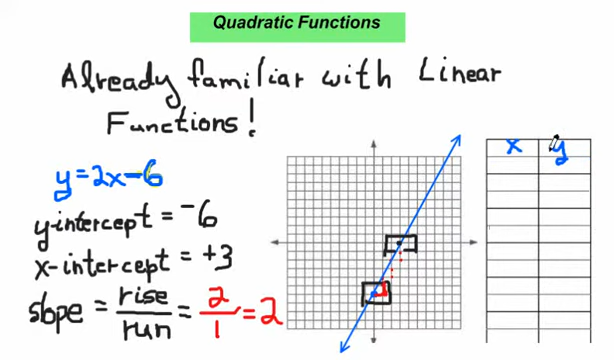 Quadratic Functions
Already familiar with Linear
Functions!
y=2x-6
y-intercept = -6
x-intercept = +3
slope = rise/run = 2/1 = 2
x y